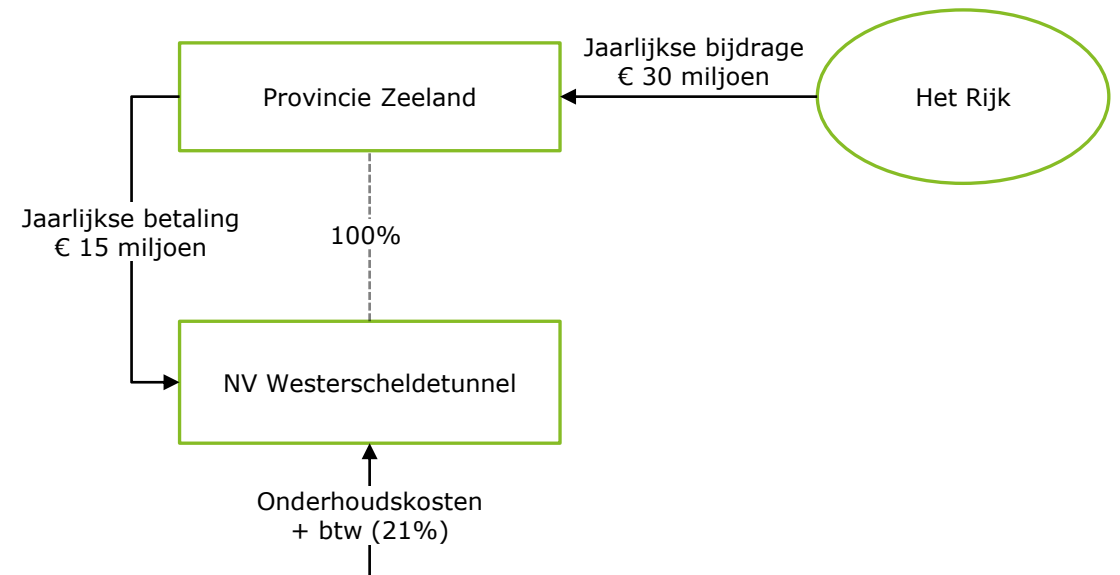 Jaarlijkse bijdrage
€ 30 miljoen
Provincie Zeeland
Het Rijk
Jaarlijkse betaling
€ 15 miljoen
100%
NV Westerscheldetunnel
Onderhoudskosten
+ btw (21%)